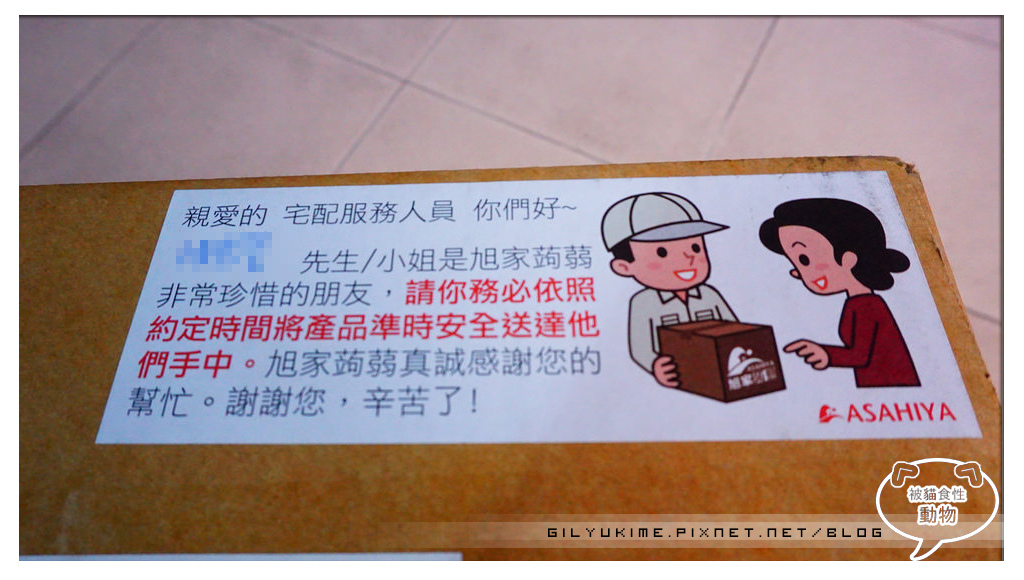 親愛的 宅配服務人員 你們好~
先生/小姐是旭家蒟蒻
非常珍惜的朋友，請你務必依照
約定時間將產品準時安全送達他
們手中。旭家蒟蒻真誠感謝您的
幫忙。謝謝您，辛苦了!
旭家蒟蒻
ASAHIYA
被貓食性
動物
GILYUKIME.PIXNET.NET/BLOG